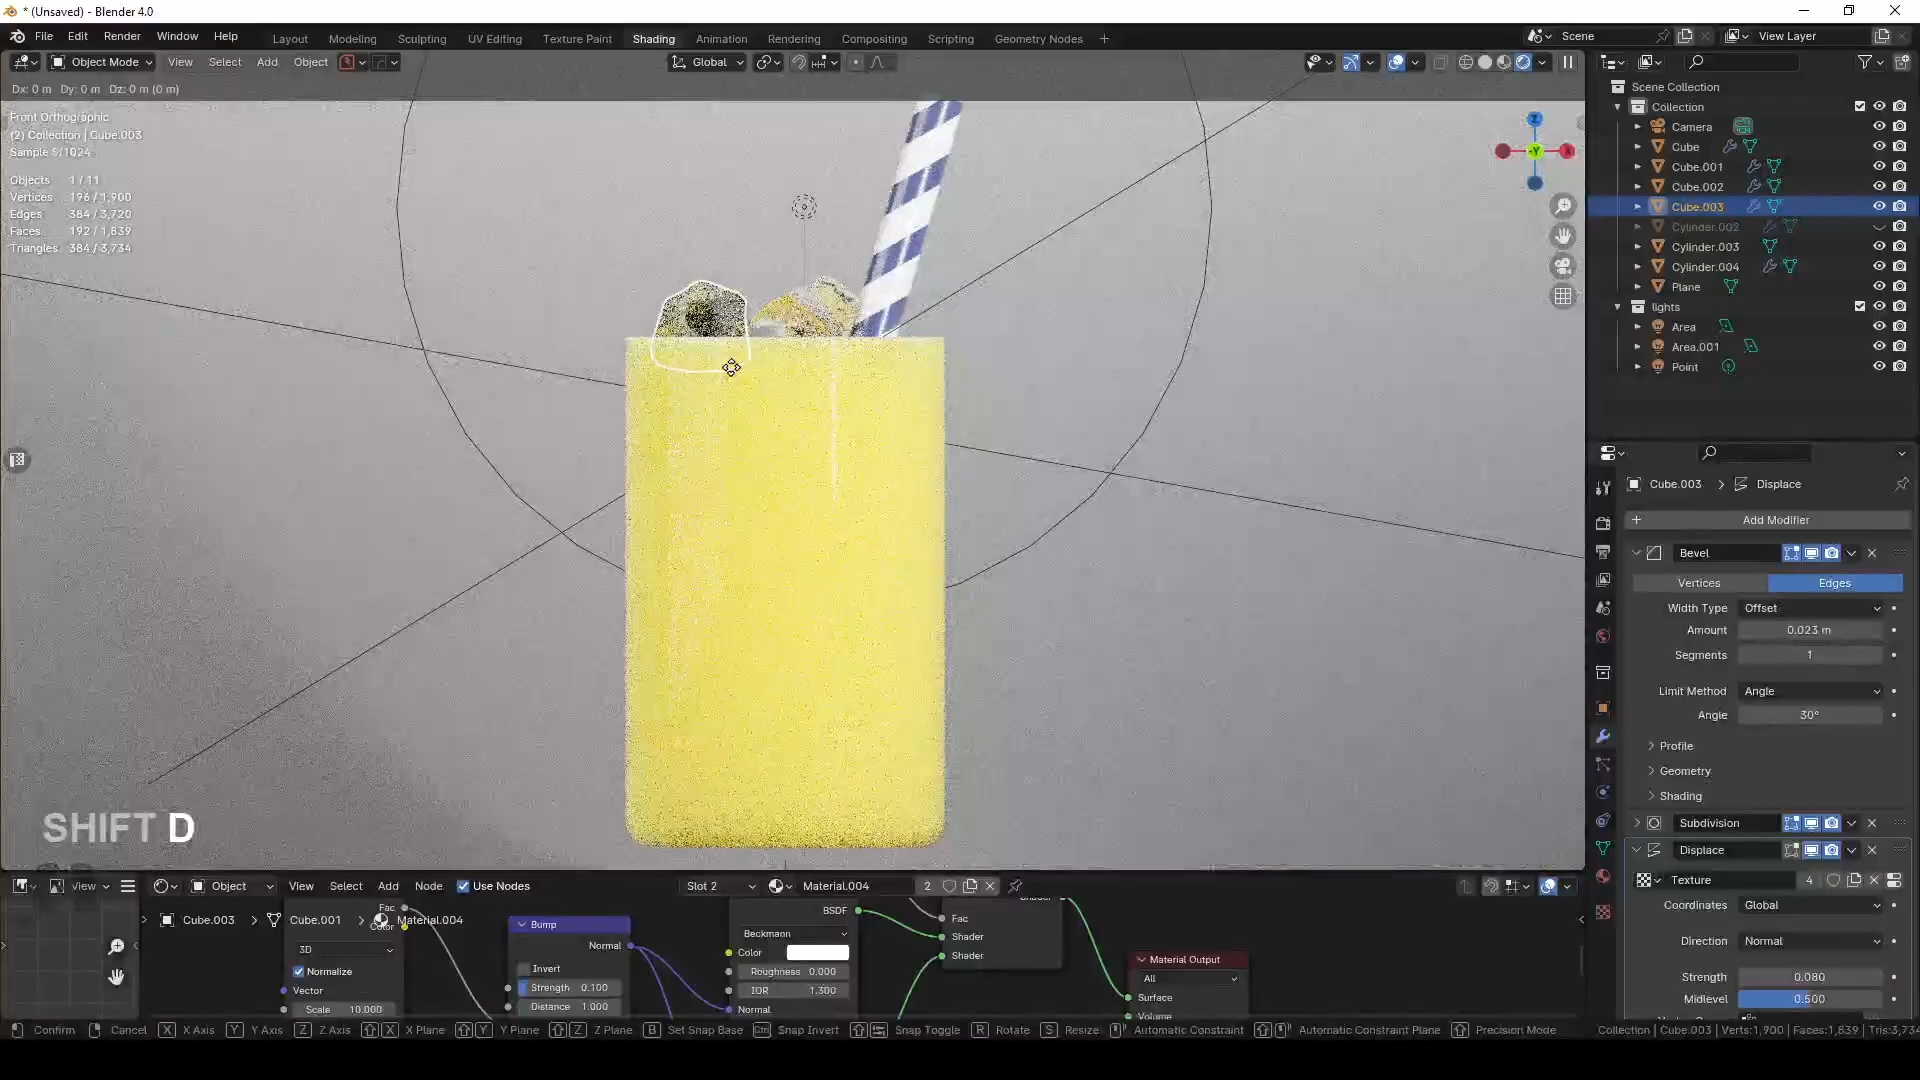 * (Unsaved) - Blender 4.0
File Edit Render Window Help
Layout Modeling Sculpting UV Editing Texture Paint Shading Animation Rendering Compositing Scripting Geometry Nodes +
Scene View Layer
Object Mode View Select Add Object Global
Dx: 0 m Dy: 0 m Dz: 0 m (0 m)
Front Orthographic
(2) Collection | Cube.003
Objects 1 / 11
Vertices 196 / 1,900
Edges 384 / 3,720
Faces 192 / 1,839
Triangles 384 / 3,734
Z
X
-Y
SHIFT D
Scene Collection
Collection
Camera
Cube
Cube.001
Cube.002
Cube.003
Cylinder.002
Cylinder.003
Cylinder.004
Plane
lights
Area
Area.001
Point
Cube.003 > Displace
Add Modifier
Bevel
Vertices Edges
Width Type Offset
Amount 0.023 m
Segments 1
Limit Method Angle
Angle 30°
Profile
Geometry
Shading
Subdivision
Displace
Texture 4
Coordinates Global
Direction Normal
Strength 0.080
Midlevel 0.500
View Object View Select Add Node Use Nodes Slot 2 Material.004 2
Cube.003 > Cube.001 > Material.004
Fac
Color
3D
Normalize
Vector
Scale 10.000
Bump
Normal
Invert
Strength 0.100
Distance 1.000
BSDF
Beckmann
Color
Roughness 0.000
IOR 1.300
Normal
Fac
Shader
Shader
Material Output
All
Surface
Volume
Confirm Cancel X X Axis Y Y Axis Z Z Axis X X Plane Y Y Plane Z Z Plane B Set Snap Base Ctrl Snap Invert Snap Toggle R Rotate S Resize Automatic Constraint Automatic Constraint Plane Precision Mode Collection | Cube.003 | Verts:1,900 | Faces:1,839 | Tris:3,734